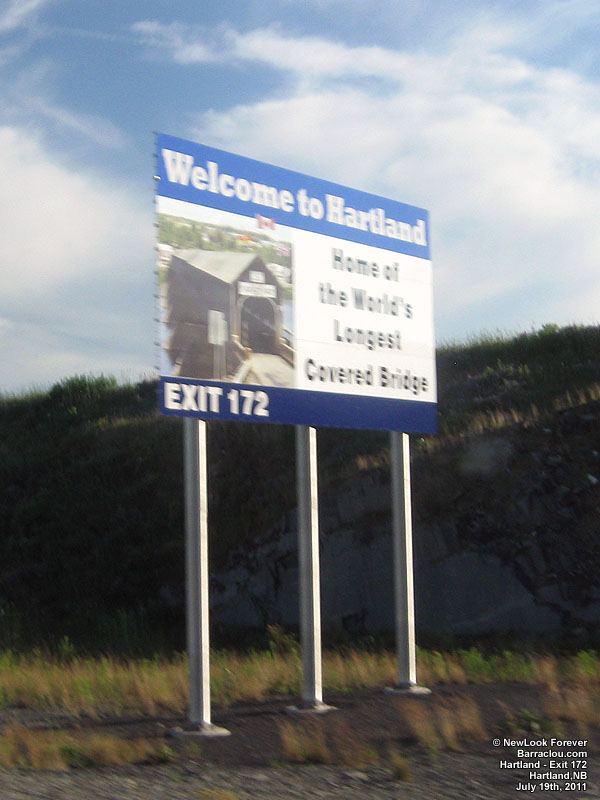 Welcome to Hartland
Home of
the World's
Longest
Covered Bridge
EXIT 172
© NewLook Forever
Barraclou.com
Hartland - Exit 172
Hartland,NB
July 19th, 2011